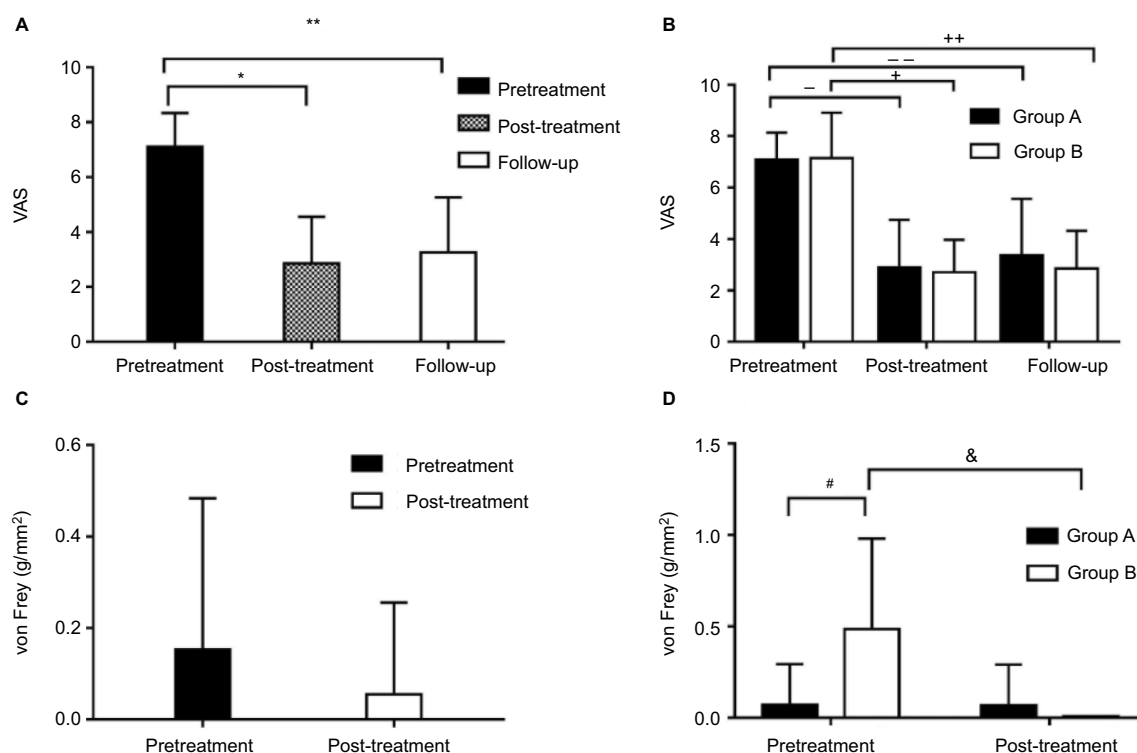 A
**
*
10
8
6
4
2
0
VAS
Pretreatment
Post-treatment
Follow-up
Pretreatment
Post-treatment
Follow-up
B
++
– –
+
–
10
8
6
4
2
0
VAS
Group A
Group B
Pretreatment
Post-treatment
Follow-up
C
0.6
0.4
0.2
0.0
von Frey (g/mm²)
Pretreatment
Post-treatment
Pretreatment
Post-treatment
D
&
#
1.5
1.0
0.5
0.0
von Frey (g/mm²)
Group A
Group B
Pretreatment
Post-treatment